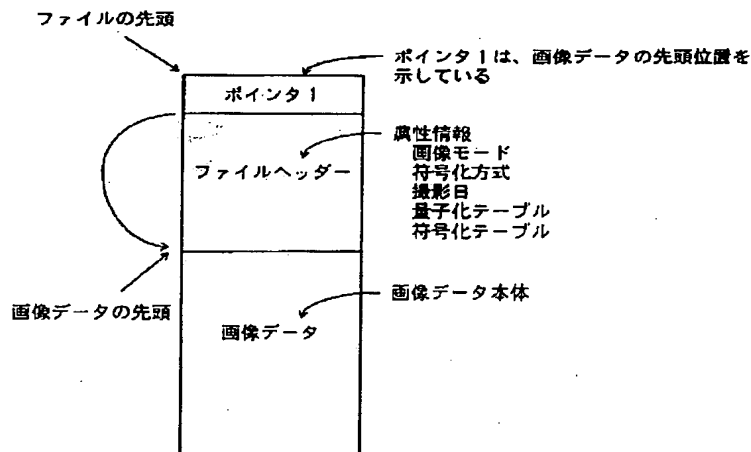 ファイルの先頭
ポインタ1は、画像データの先頭位置を
示している
ポインタ1
属性情報
画像モード
符号化方式
撮影日
量子化テーブル
符号化テーブル
ファイルヘッダー
画像データの先頭
画像データ本体
画像データ